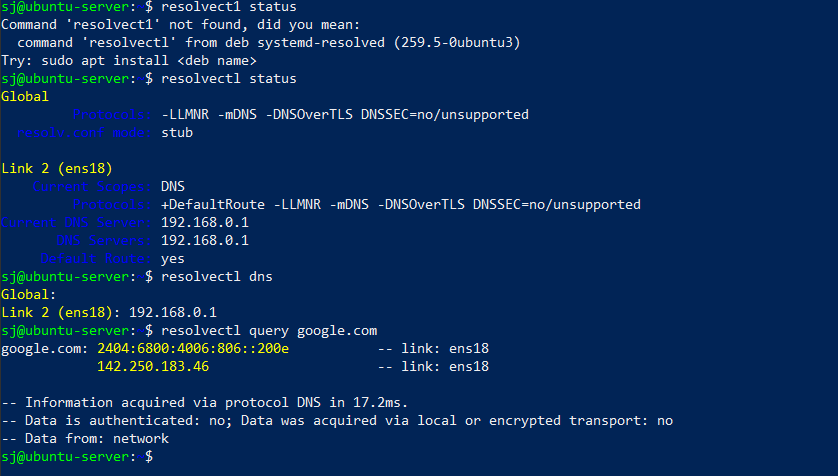 sj@ubuntu-server: $ resolvect1 status
Command 'resolvect1' not found, did you mean:
  command 'resolvectl' from deb systemd-resolved (259.5-0ubuntu3)
Try: sudo apt install <deb name>
sj@ubuntu-server: $ resolvectl status
Global
         Protocols: -LLMNR -mDNS -DNSOverTLS DNSSEC=no/unsupported
  resolv.conf mode: stub

Link 2 (ens18)
    Current Scopes: DNS
         Protocols: +DefaultRoute -LLMNR -mDNS -DNSOverTLS DNSSEC=no/unsupported
Current DNS Server: 192.168.0.1
       DNS Servers: 192.168.0.1
     Default Route: yes
sj@ubuntu-server: $ resolvectl dns
Global:
Link 2 (ens18): 192.168.0.1
sj@ubuntu-server: $ resolvectl query google.com
google.com: 2404:6800:4006:806::200e           -- link: ens18
            142.250.183.46                     -- link: ens18

-- Information acquired via protocol DNS in 17.2ms.
-- Data is authenticated: no; Data was acquired via local or encrypted transport: no
-- Data from: network
sj@ubuntu-server: $